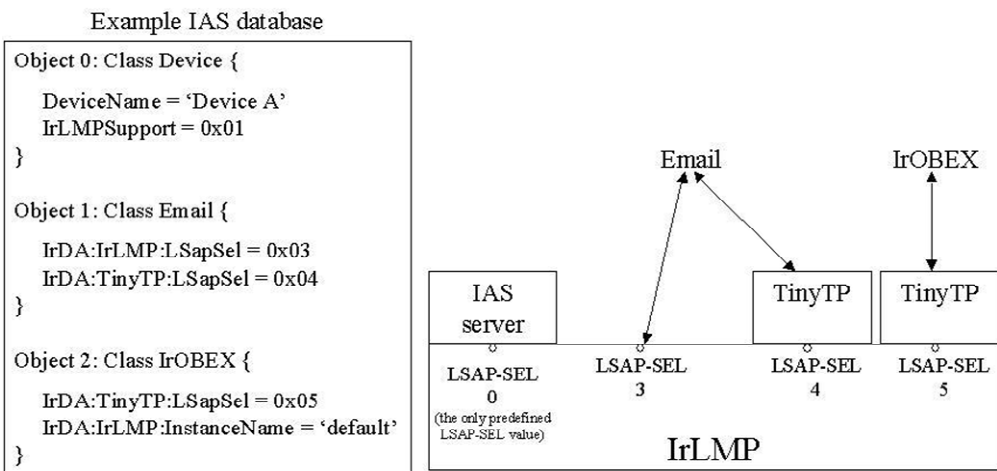 Example IAS database
Object 0: Class Device {
DeviceName = ‘Device A’
IrLMPSupport = 0x01
}
Object 1: Class Email {
IrDA:IrLMP:LSapSel = 0x03
IrDA:TinyTP:LSapSel = 0x04
}
Object 2: Class IrOBEX {
IrDA:TinyTP:LSapSel = 0x05
IrDA:IrLMP:InstanceName = ‘default’
}
Email
IrOBEX
IAS
server
TinyTP
TinyTP
LSAP-SEL
0
(the only predefined
LSAP-SEL value)
LSAP-SEL
3
LSAP-SEL
4
LSAP-SEL
5
IrLMP